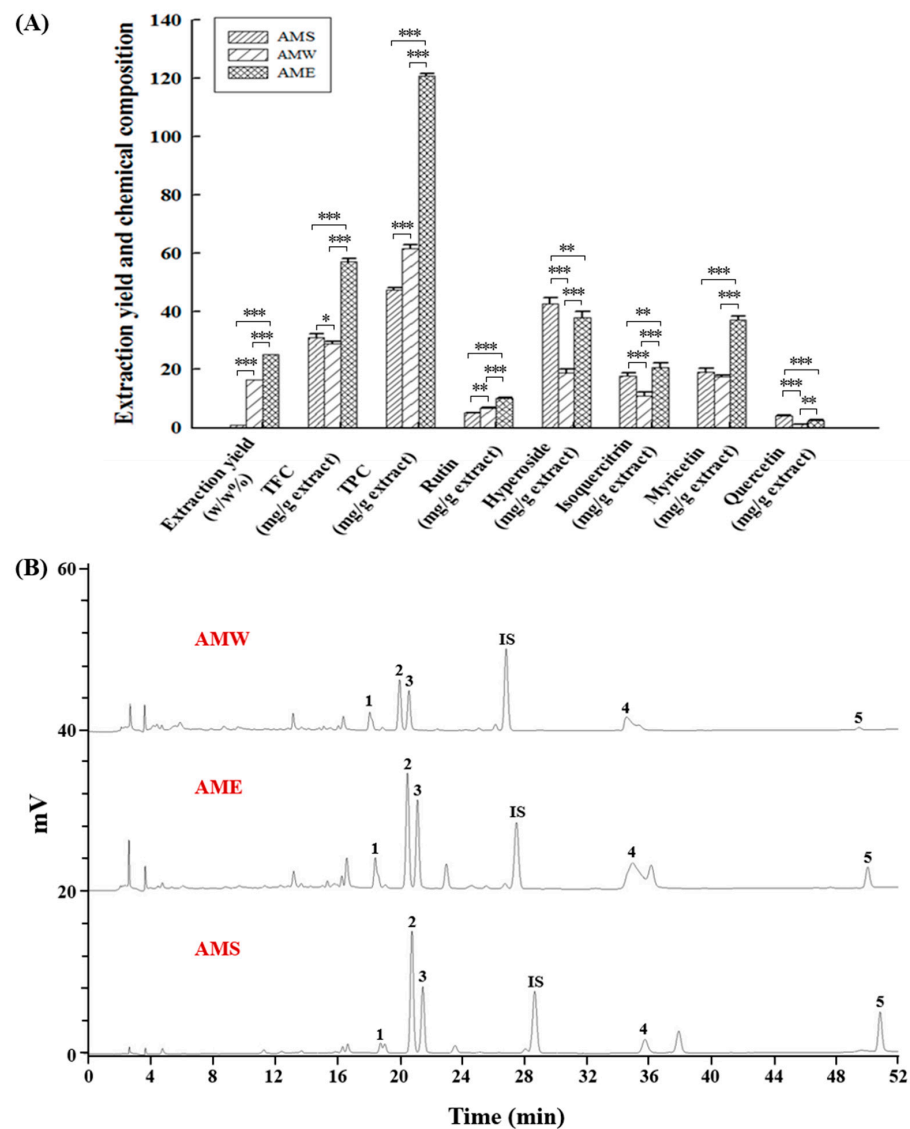 (A)
Extraction yield and chemical composition
140
120
100
80
60
40
20
0
AMS
AMW
AME
***
***
***
***
***
*
***
***
***
***
***
**
**
***
***
**
***
***
***
***
***
***
**
Extraction yield
(w/w%)
TFC
(mg/g extract)
TPC
(mg/g extract)
Rutin
(mg/g extract)
Hyperoside
(mg/g extract)
Isoquercitrin
(mg/g extract)
Myricetin
(mg/g extract)
Quercetin
(mg/g extract)
(B)
60
40
20
0
mV
AMW
1
2
3
IS
4
5
AME
1
2
3
IS
4
5
AMS
1
2
3
IS
4
5
0 4 8 12 16 20 24 28 32 36 40 44 48 52
Time (min)